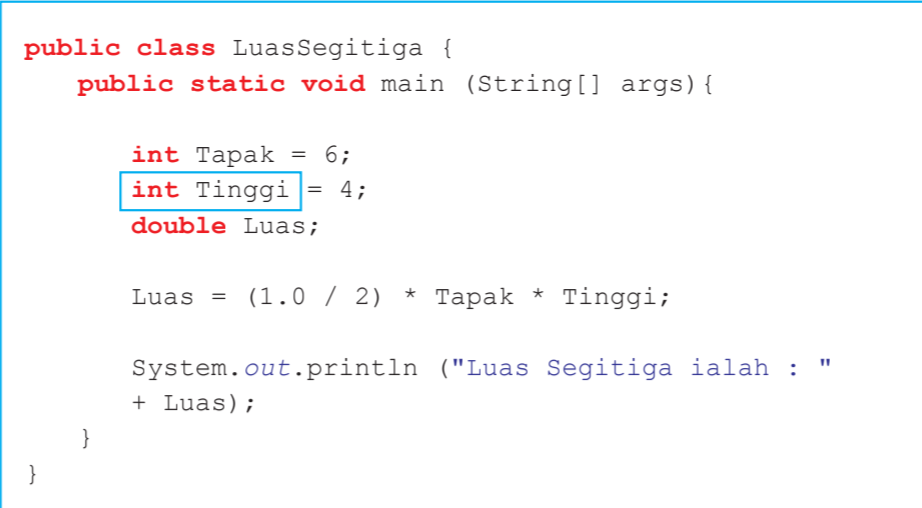 public class LuasSegitiga {
public static void main (String[] args){
int Tapak = 6;
int Tinggi = 4;
double Luas;
Luas = (1.0 / 2) * Tapak * Tinggi;
System.out.println ("Luas Segitiga ialah : "
+ Luas);
}
}